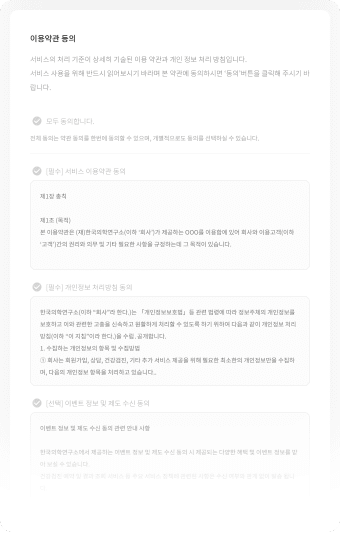 이용약관 동의
서비스의 처리 기준이 상세히 기술된 이용 약관과 개인 정보 처리 방침입니다.
서비스 사용을 위해 반드시 읽어보시기 바라며 본 약관에 동의하시면 '동의'버튼을 클릭해 주시기 바
랍니다.
모두 동의합니다.
전체 동의는 약관 동의를 한번에 동의할 수 있으며, 개별적으로도 동의를 선택하실 수 있습니다.
[필수] 서비스 이용약관 동의
제1장 총칙
제1조 (목적)
본 이용약관은 (재)한국의학연구소(이하 '회사')가 제공하는 OOO를 이용함에 있어 회사와 이용고객(이하
'고객')간의 권리와 의무 및 기타 필요한 사항을 규정하는데 그 목적이 있습니다.
[필수] 개인정보 처리방침 동의
한국의학연구소(이하 "회사"라 한다.)는 「개인정보보호법」등 관련 법령에 따라 정보주체의 개인정보를
보호하고 이와 관련한 고충을 신속하고 원활하게 처리할 수 있도록 하기 위하여 다음과 같이 개인정보 처리
방침(이하 "이 지침"이라 한다.)을 수립, 공개합니다.
1. 수집하는 개인정보의 항목 및 수집방법
① 회사는 회원가입, 상담, 건강검진, 기타 추가 서비스 제공을 위해 필요한 최소한의 개인정보만을 수집하
며, 다음의 개인정보 항목을 처리하고 있습니다..
[선택] 이벤트 정보 및 제도 수신 동의
이벤트 정보 및 제도 수신 동의 관련 안내 사항
한국의학연구소에서 제공하는 이벤트 정보 및 제도 수신 동의 시 제공되는 다양한 혜택 및 이벤트 정보를 받
아 보실 수 있습니다!